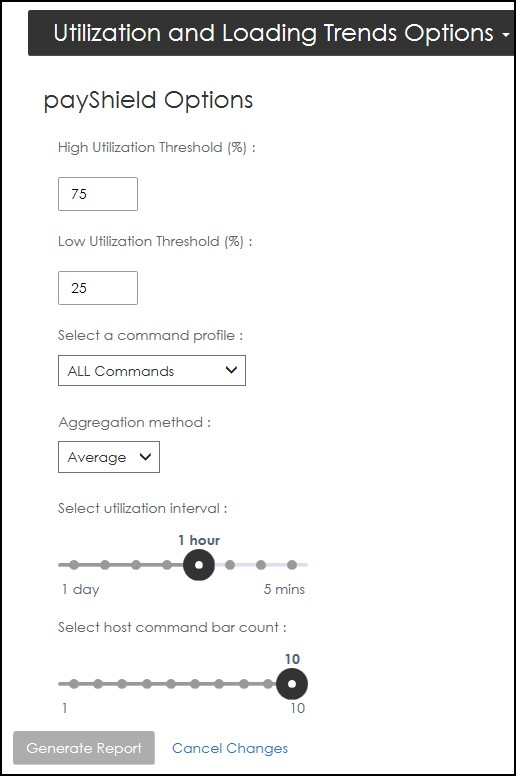 Utilization and Loading Trends Options
payShield Options
High Utilization Threshold (%) :
75
Low Utilization Threshold (%) :
25
Select a command profile :
ALL Commands
Aggregation method :
Average
Select utilization interval :
1 hour
1 day 5 mins
Select host command bar count :
10
1 10
Generate Report Cancel Changes